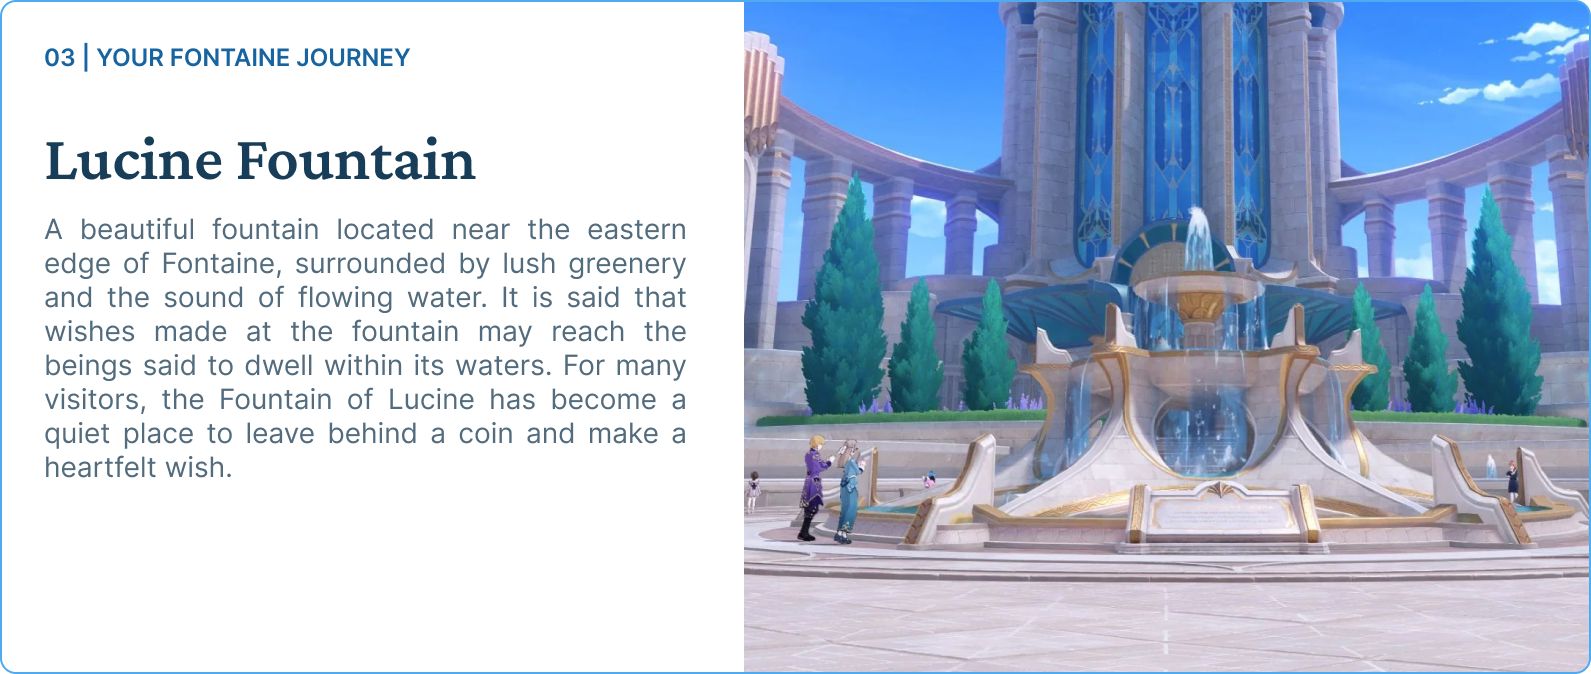 03 | YOUR FONTAINE JOURNEY
Lucine Fountain
A beautiful fountain located near the eastern
edge of Fontaine, surrounded by lush greenery
and the sound of flowing water. It is said that
wishes made at the fountain may reach the
beings said to dwell within its waters. For many
visitors, the Fountain of Lucine has become a
quiet place to leave behind a coin and make a
heartfelt wish.